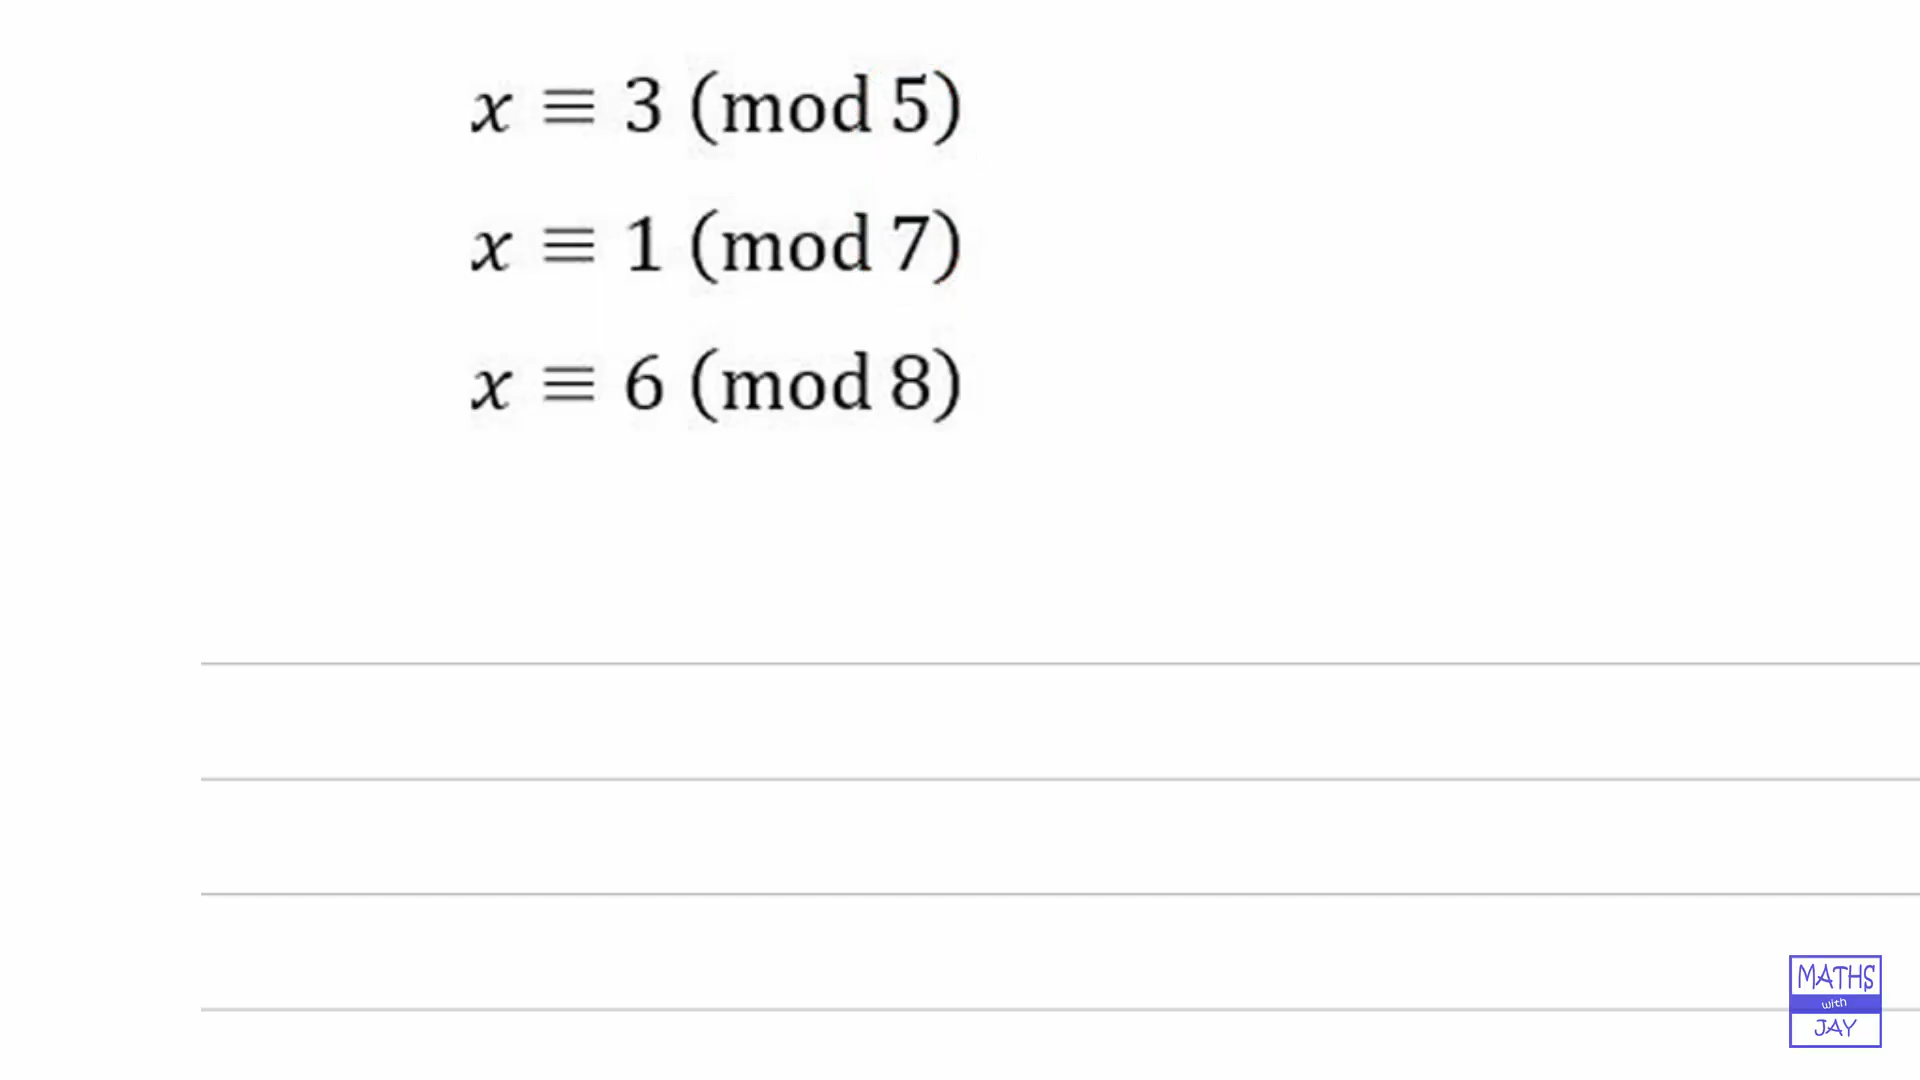 x ≡ 3 (mod 5)
x ≡ 1 (mod 7)
x ≡ 6 (mod 8)
MATHS
with
JAY